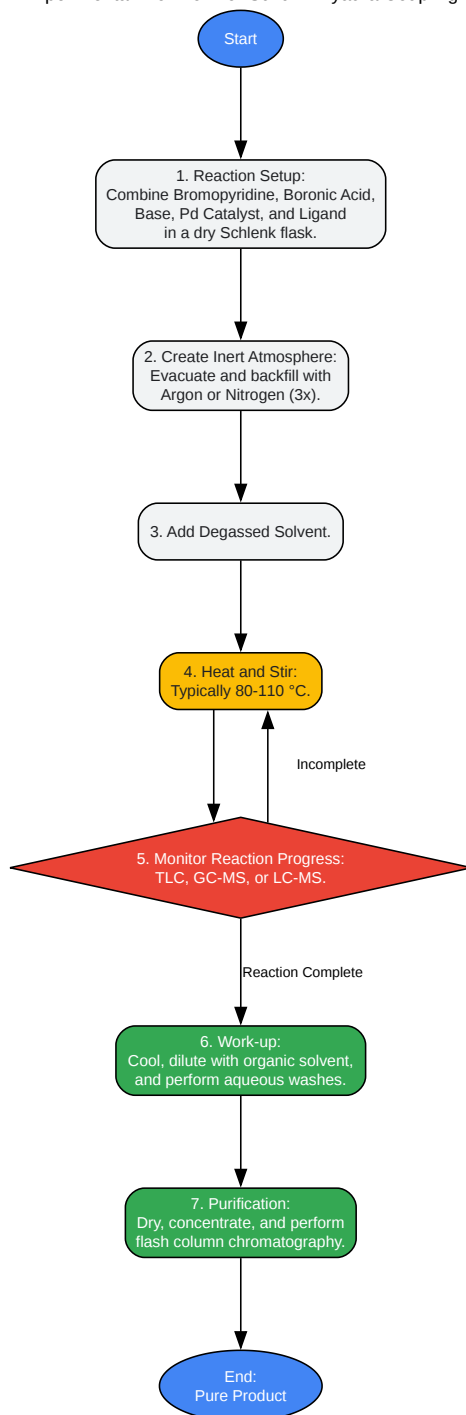 Start
1. Reaction Setup:
Combine Bromopyridine, Boronic Acid,
Base, Pd Catalyst, and Ligand
in a dry Schlenk flask.
2. Create Inert Atmosphere:
Evacuate and backfill with
Argon or Nitrogen (3x).
3. Add Degassed Solvent.
4. Heat and Stir:
Typically 80-110 °C.
Incomplete
5. Monitor Reaction Progress:
TLC, GC-MS, or LC-MS.
Reaction Complete
6. Work-up:
Cool, dilute with organic solvent,
and perform aqueous washes.
7. Purification:
Dry, concentrate, and perform
flash column chromatography.
End:
Pure Product